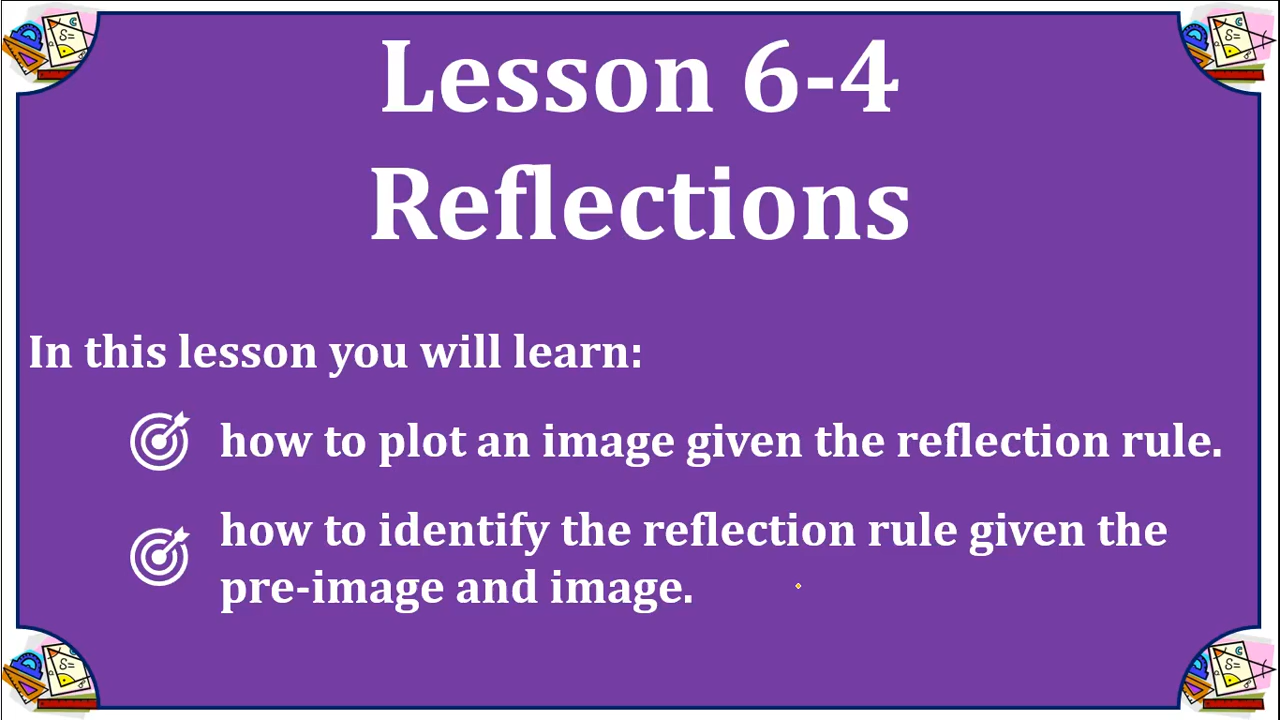 Lesson 6-4
Reflections
In this lesson you will learn:
how to plot an image given the reflection rule.
how to identify the reflection rule given the
pre-image and image.